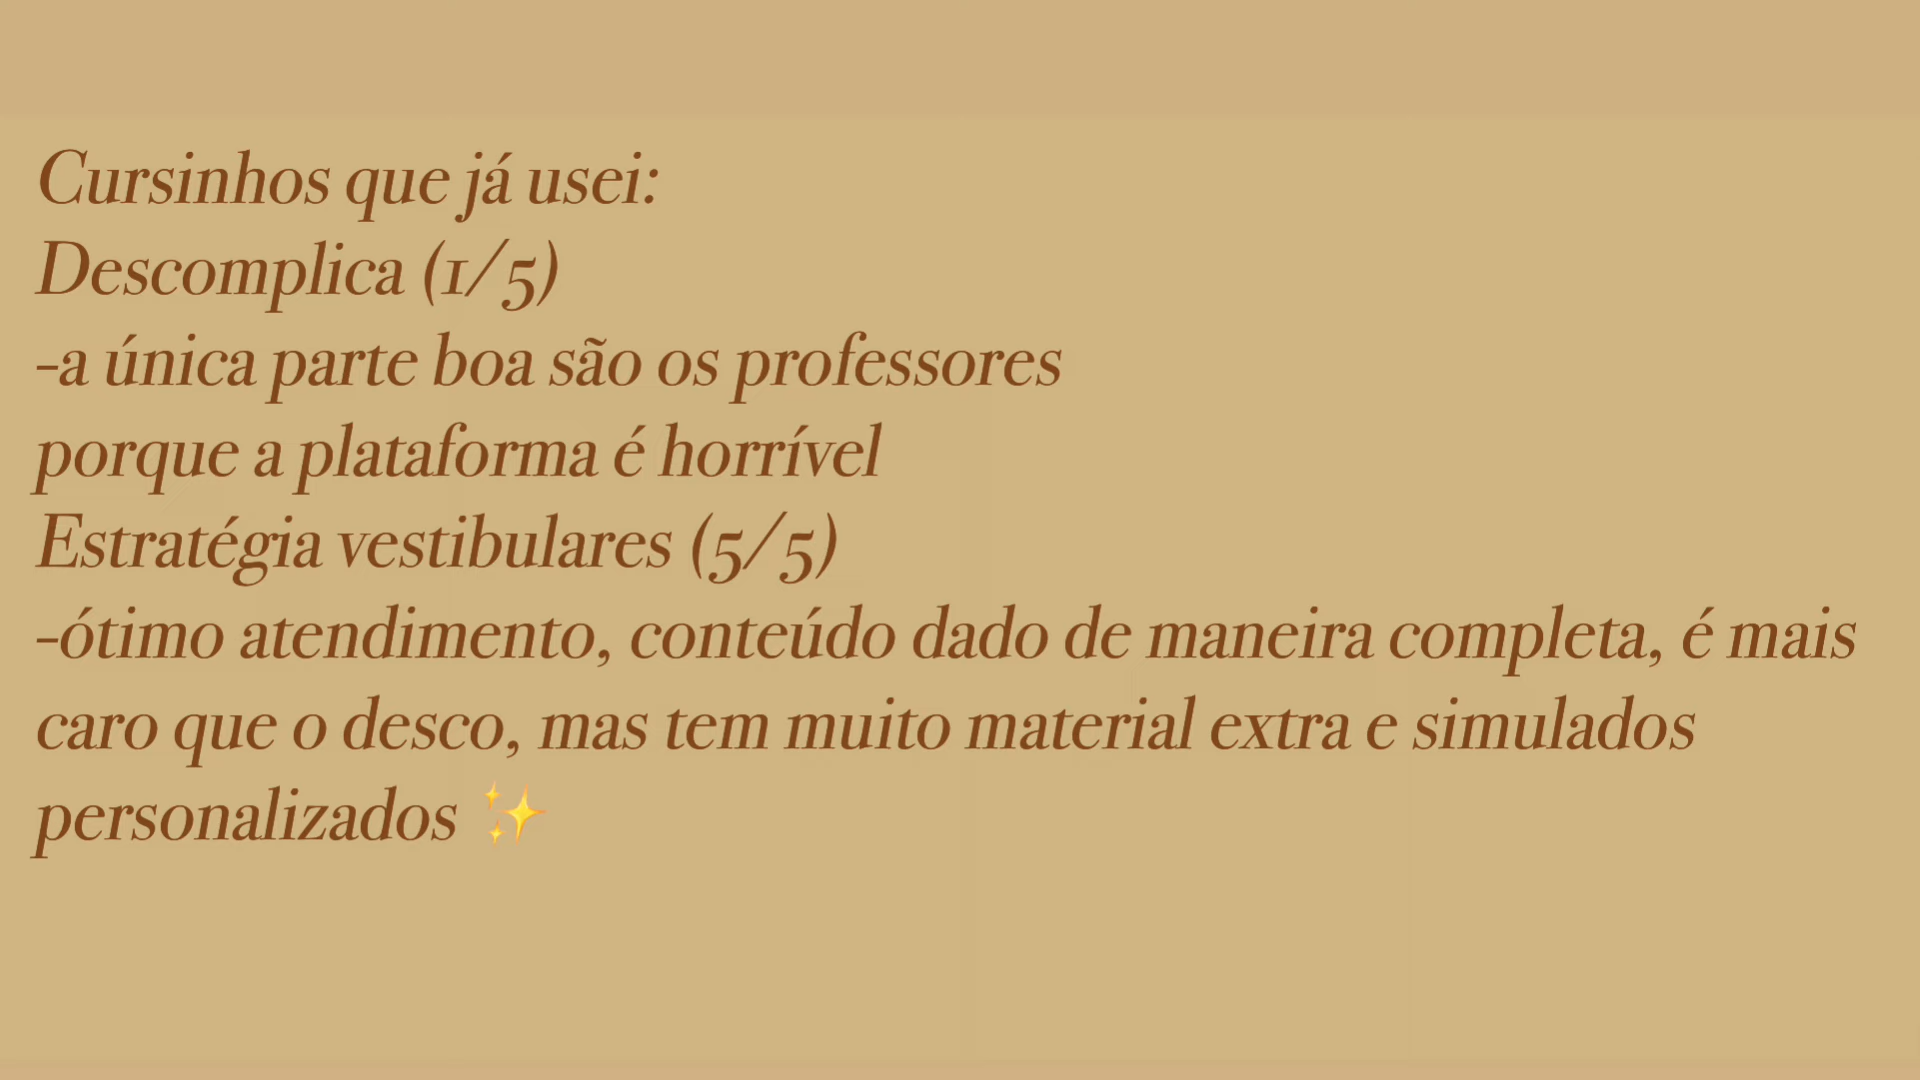 Cursinhos que já usei:
Descomplica (1/5)
-a única parte boa são os professores
porque a plataforma é horrível
Estratégia vestibulares (5/5)
-ótimo atendimento, conteúdo dado de maneira completa, é mais
caro que o desco, mas tem muito material extra e simulados
personalizados ✨